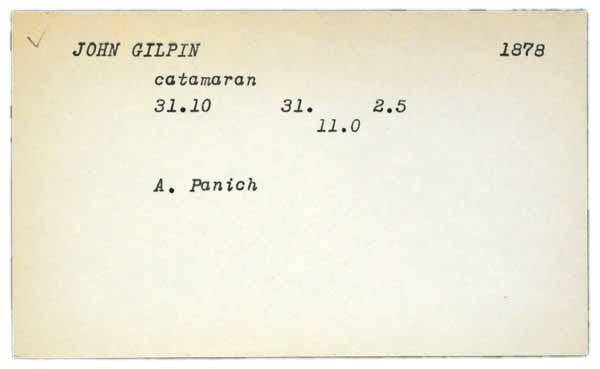 JOHN GILPIN 1878
catamaran
31.10 31. 2.5
11.0
A. Panich